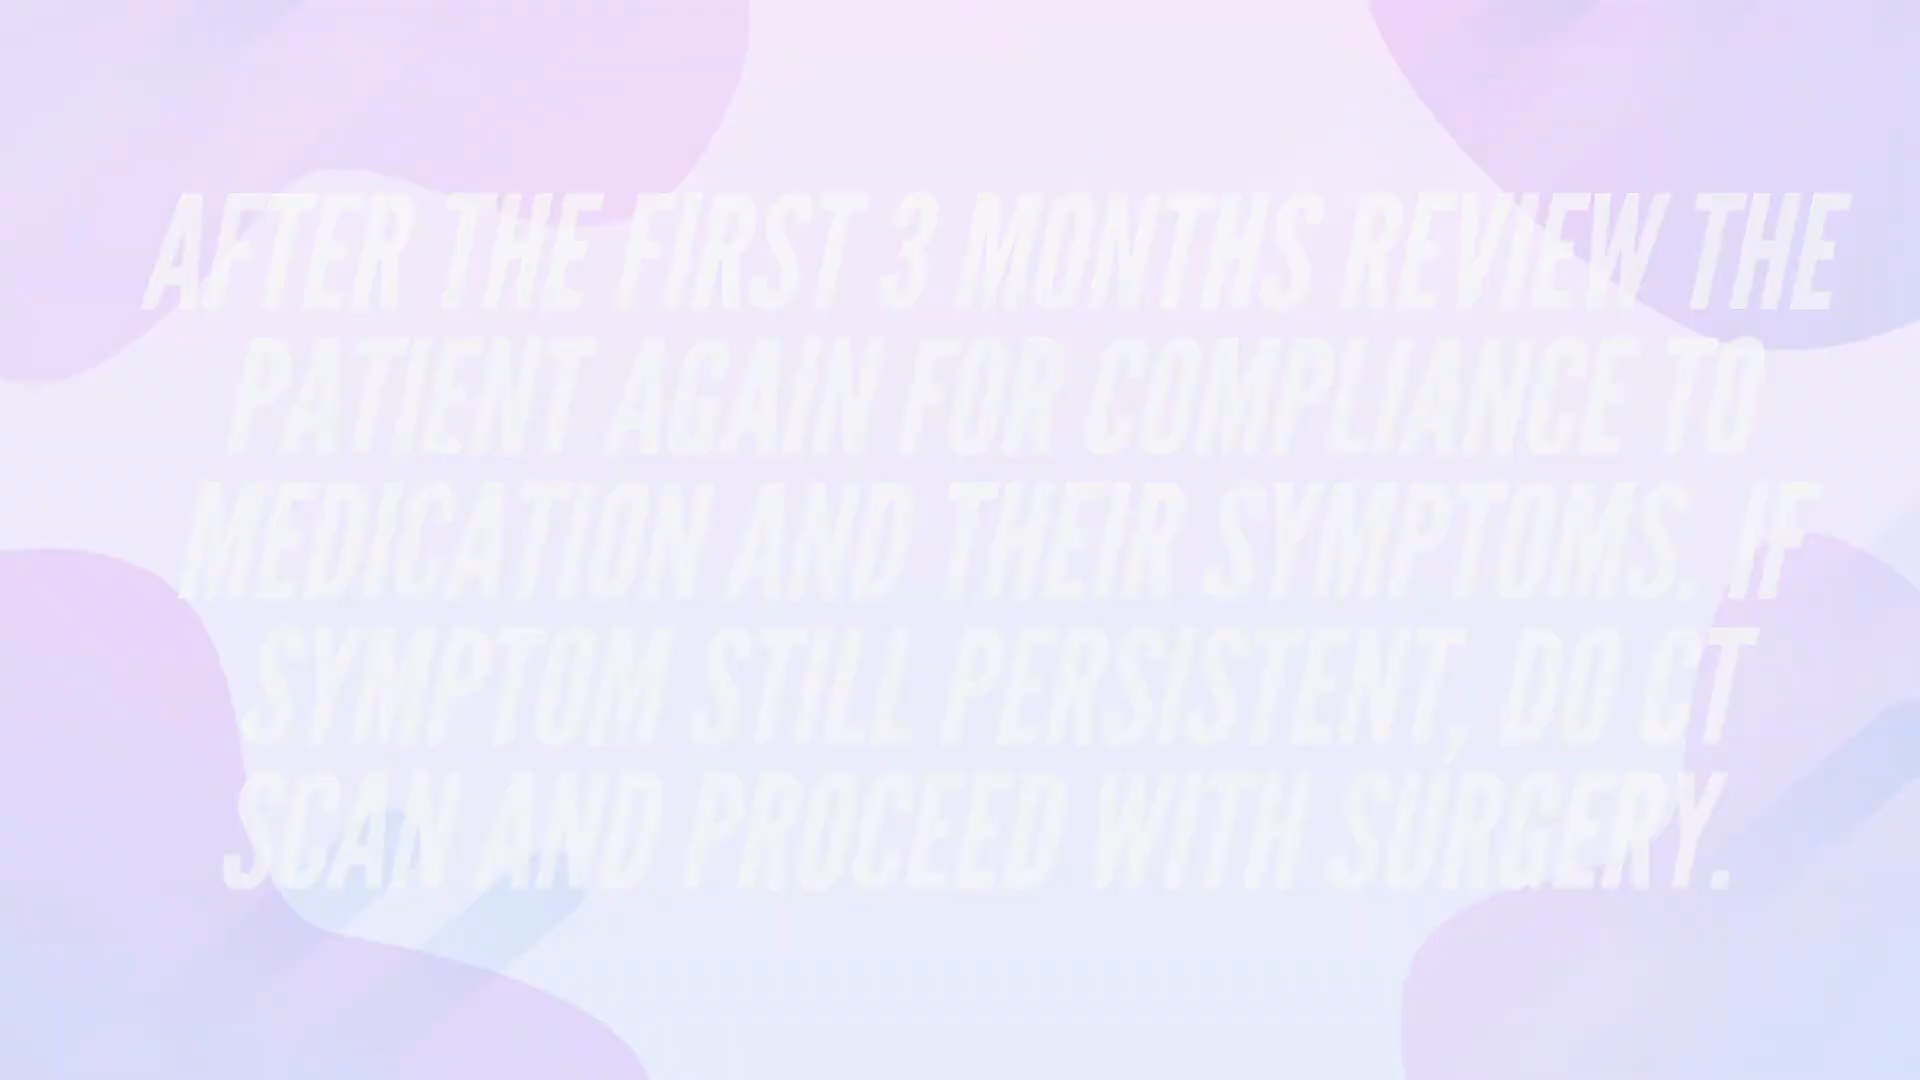 AFTER THE FIRST 3 MONTHS REVIEW THE
PATIENT AGAIN FOR COMPLIANCE TO
MEDICATION AND THEIR SYMPTOMS. IF
SYMPTOM STILL PERSISTENT, DO CT
SCAN AND PROCEED WITH SURGERY.